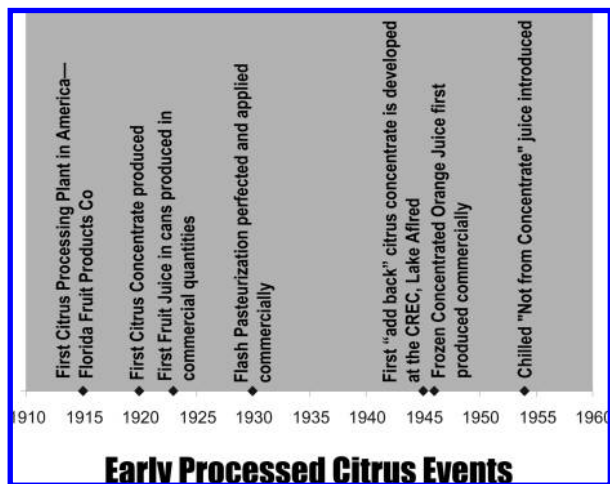 First Citrus Processing Plant in America—
Florida Fruit Products Co
First Citrus Concentrate produced
First Fruit Juice in cans produced in
commercial quantities
Flash Pasteurization perfected and applied
commercially
First “add back” citrus concentrate is developed
at the CREC, Lake Aflred
Frozen Concentrated Orange Juice first
produced commercially
Chilled "Not from Concentrate" juice introduced
1910 1915 1920 1925 1930 1935 1940 1945 1950 1955 1960
Early Processed Citrus Events